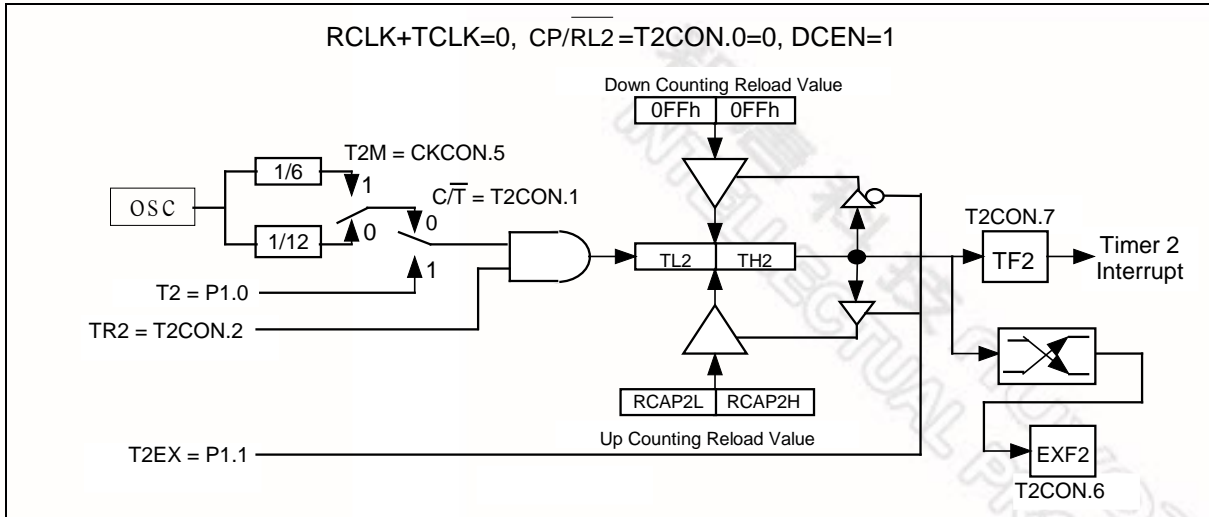 RCLK+TCLK=0, CP/RL2=T2CON.0=0, DCEN=1
Down Counting Reload Value
0FFh 0FFh
T2M = CKCON.5
1/6
1
C/T = T2CON.1
OSC
0
T2CON.7
1/12
0
TL2 TH2
TF2
Timer 2
Interrupt
1
T2 = P1.0
TR2 = T2CON.2
RCAP2L RCAP2H
Up Counting Reload Value
T2EX = P1.1
EXF2
T2CON.6
INTELLECTUAL